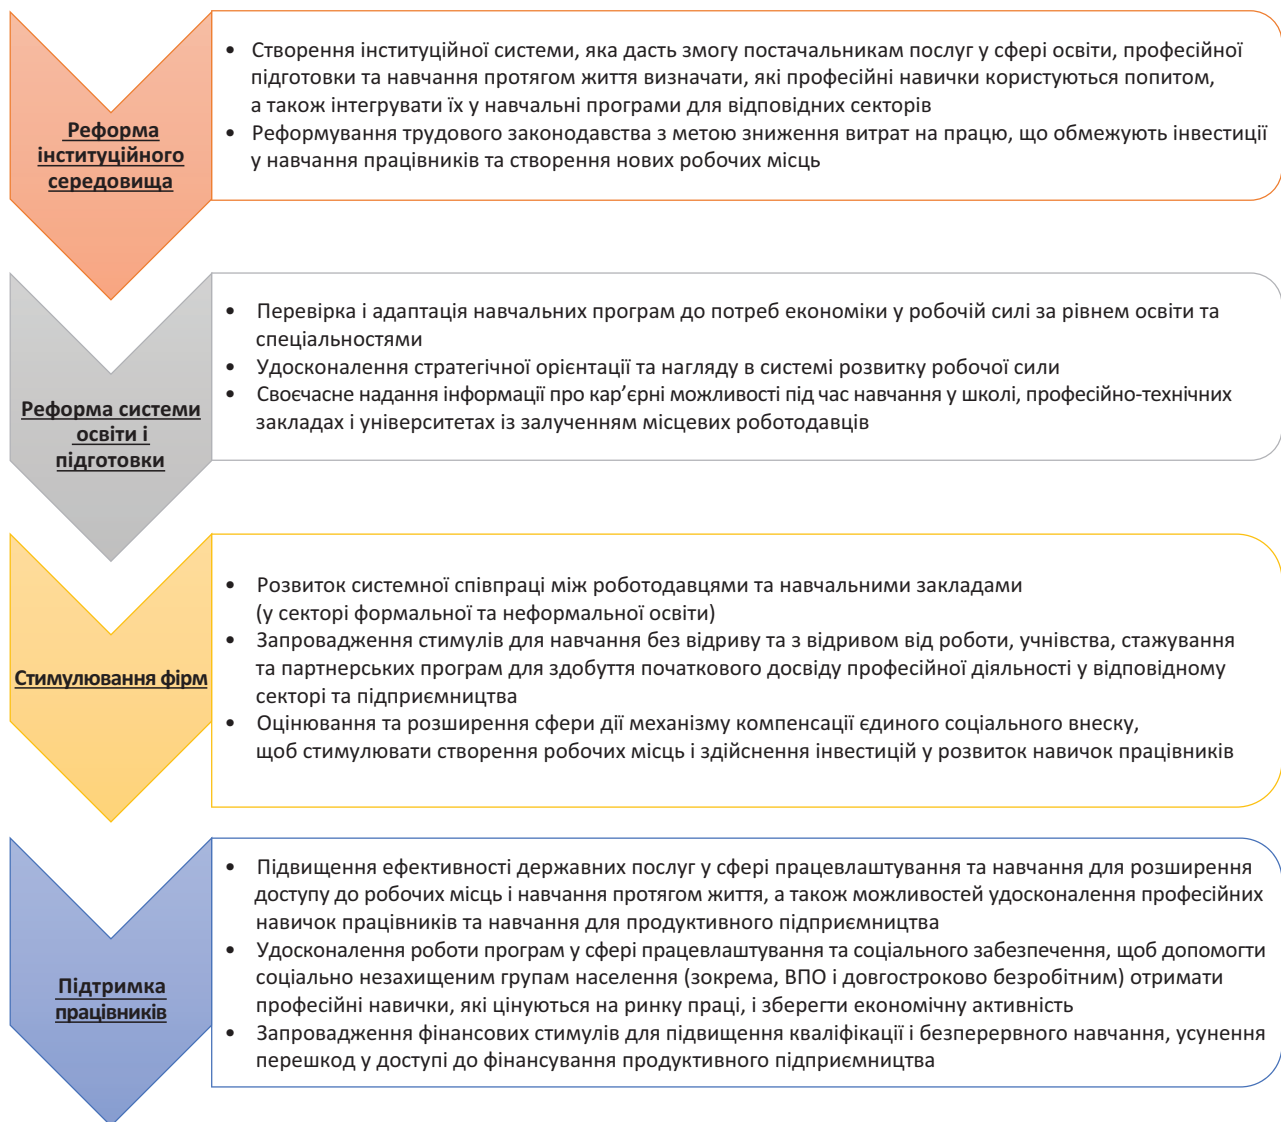 Реформа
інституційного
середовища
• Створення інституційної системи, яка дасть змогу постачальникам послуг у сфері освіти, професійної
підготовки та навчання протягом життя визначати, які професійні навички користуються попитом,
а також інтегрувати їх у навчальні програми для відповідних секторів
• Реформування трудового законодавства з метою зниження витрат на працю, що обмежують інвестиції
у навчання працівників та створення нових робочих місць
Реформа системи
освіти і
підготовки
• Перевірка і адаптація навчальних програм до потреб економіки у робочій силі за рівнем освіти та
спеціальностями
• Удосконалення стратегічної орієнтації та нагляду в системі розвитку робочої сили
• Своєчасне надання інформації про кар’єрні можливості під час навчання у школі, професійно-технічних
закладах і університетах із залученням місцевих роботодавців
Стимулювання фірм
• Розвиток системної співпраці між роботодавцями та навчальними закладами
(у секторі формальної та неформальної освіти)
• Запровадження стимулів для навчання без відриву та з відривом від роботи, учнівства, стажування
та партнерських програм для здобуття початкового досвіду професійної діяльності у відповідному
секторі та підприємництва
• Оцінювання та розширення сфери дії механізму компенсації єдиного соціального внеску,
щоб стимулювати створення робочих місць і здійснення інвестицій у розвиток навичок працівників
Підтримка
працівників
• Підвищення ефективності державних послуг у сфері працевлаштування та навчання для розширення
доступу до робочих місць і навчання протягом життя, а також можливостей удосконалення професійних
навичок працівників та навчання для продуктивного підприємництва
• Удосконалення роботи програм у сфері працевлаштування та соціального забезпечення, щоб допомогти
соціально незахищеним групам населення (зокрема, ВПО і довгостроково безробітним) отримати
професійні навички, які цінуються на ринку праці, і зберегти економічну активність
• Запровадження фінансових стимулів для підвищення кваліфікації і безперервного навчання, усунення
перешкод у доступі до фінансування продуктивного підприємництва